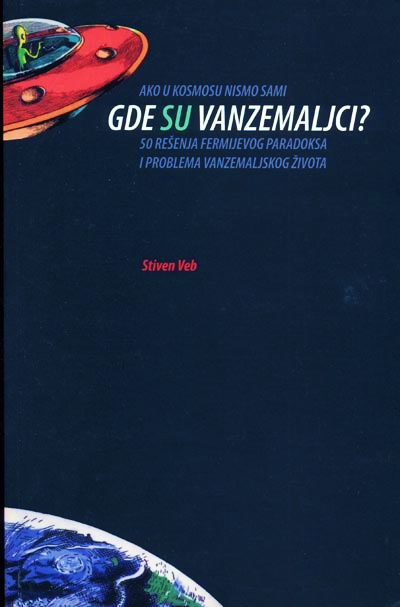 AKO U KOSMOSU NISMO SAMI
GDE SU VANZEMALJCI?
50 REŠENJA FERMIJEVOG PARADOKSA
I PROBLEMA VANZEMALJSKOG ŽIVOTA
Stiven Veb